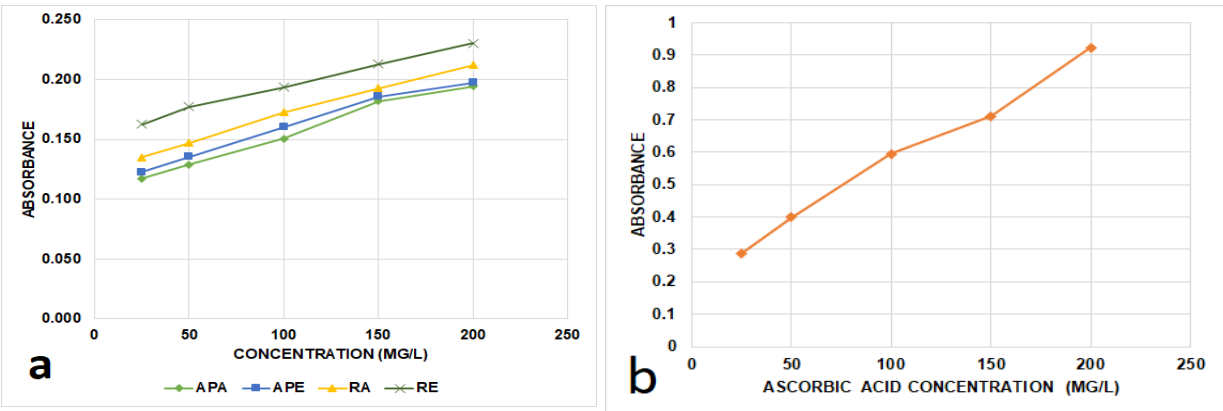 0.250
0.200
0.150
0.100
0.050
0.000
ABSORBANCE
0 50 100 150 200 250
CONCENTRATION (MG/L)
a
APA APE RA RE
1
0.9
0.8
0.7
0.6
0.5
0.4
0.3
0.2
0.1
0
ABSORBANCE
0 50 100 150 200 250
ASCORBIC ACID CONCENTRATION (MG/L)
b